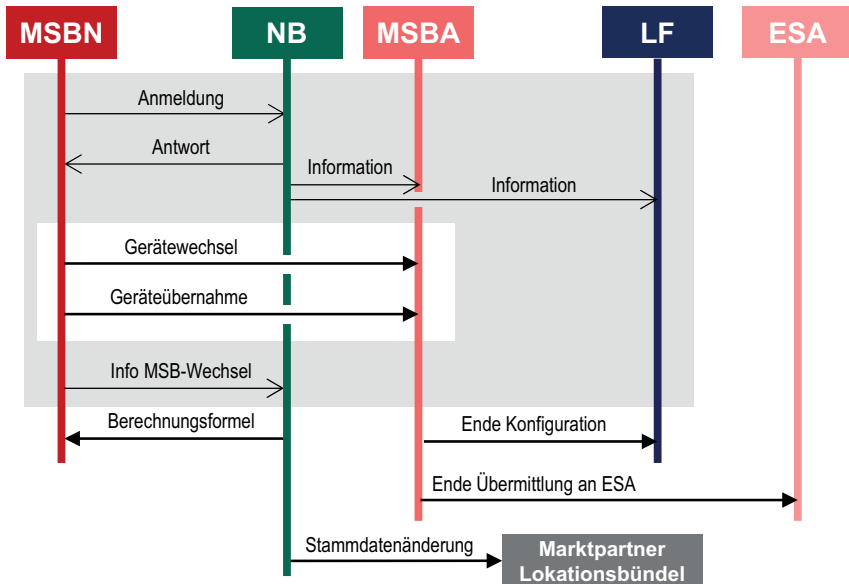 MSBN
NB
MSBA
LF
ESA
Anmeldung
Antwort
Information
Information
Gerätewechsel
Geräteübernahme
Info MSB-Wechsel
Berechnungsformel
Ende Konfiguration
Ende Übermittlung an ESA
Stammdatenänderung
Marktpartner
Lokationsbündel